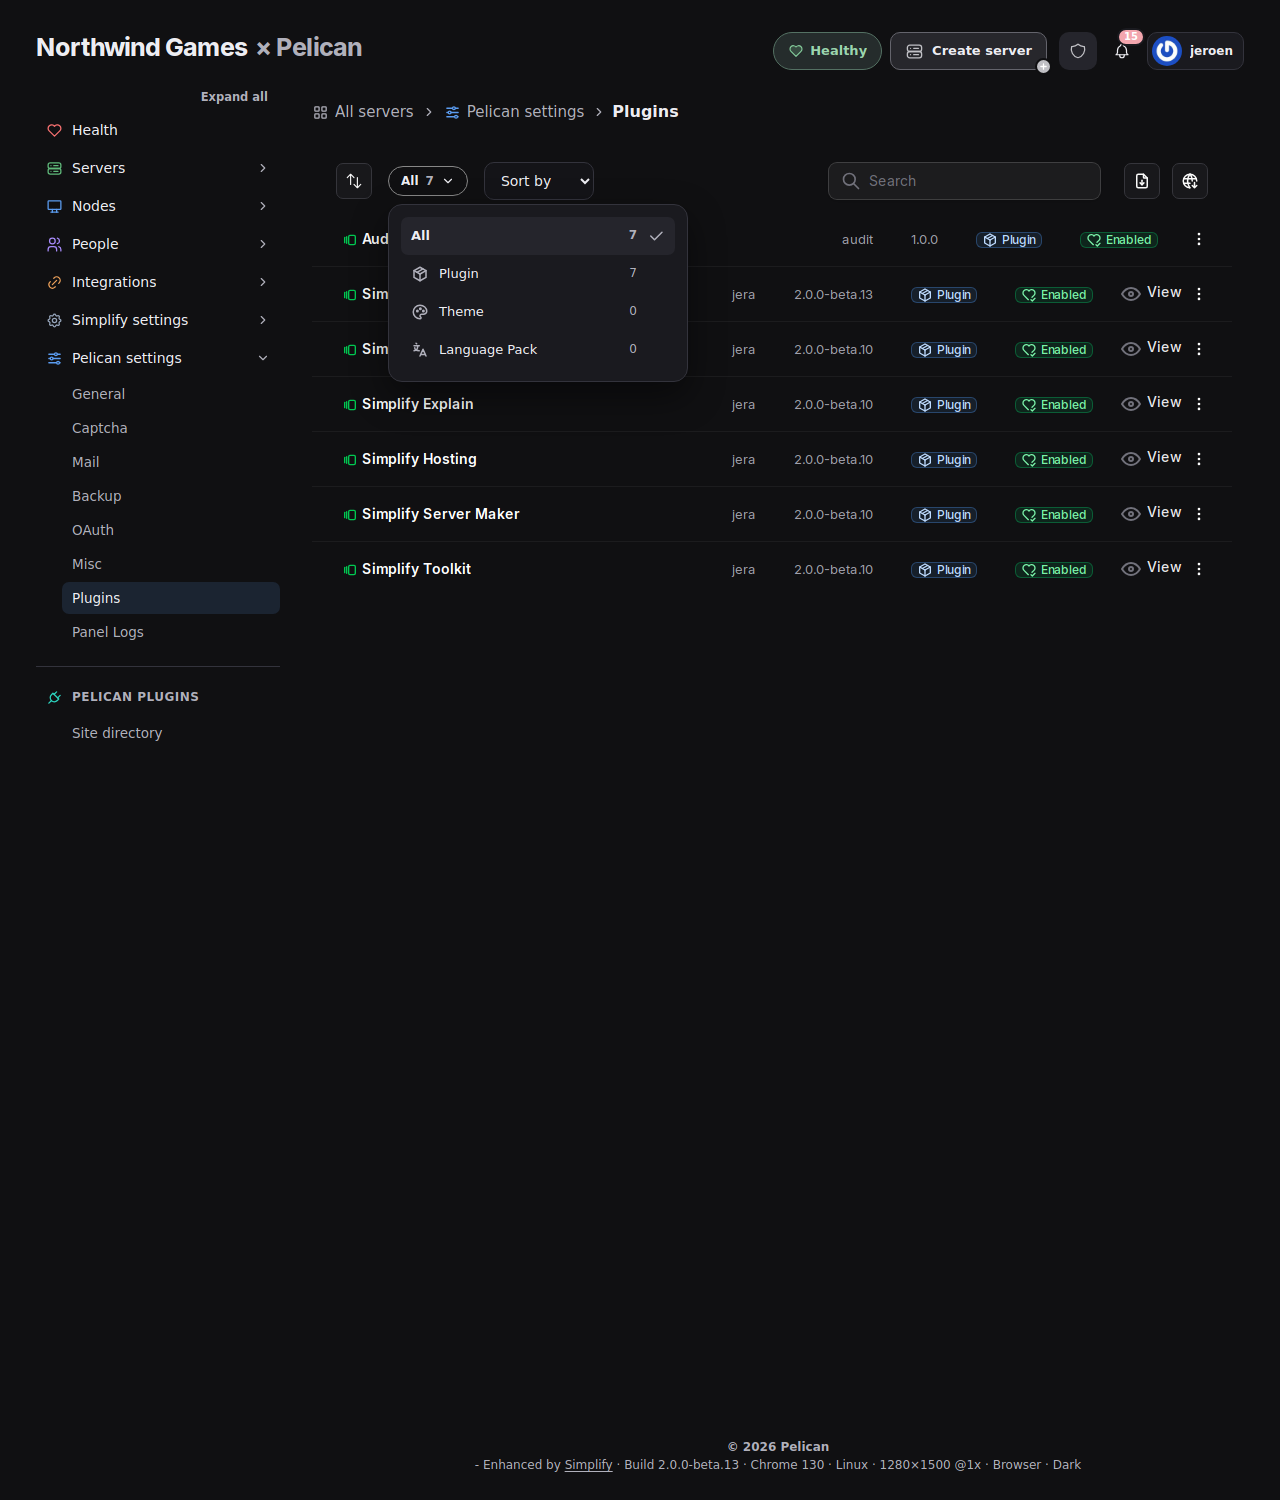 Northwind Games × Pelican
Healthy
Create server
15
jeroen
Expand all
Health
Servers
Nodes
People
Integrations
Simplify settings
Pelican settings
General
Captcha
Mail
Backup
OAuth
Misc
Plugins
Panel Logs
PELICAN PLUGINS
Site directory
All servers > Pelican settings > Plugins
All 7
Sort by
Search
All 7
Plugin 7
Theme 0
Language Pack 0
Aud audit 1.0.0 Plugin Enabled
Sim jera 2.0.0-beta.13 Plugin Enabled View
Sim jera 2.0.0-beta.10 Plugin Enabled View
Simplify Explain jera 2.0.0-beta.10 Plugin Enabled View
Simplify Hosting jera 2.0.0-beta.10 Plugin Enabled View
Simplify Server Maker jera 2.0.0-beta.10 Plugin Enabled View
Simplify Toolkit jera 2.0.0-beta.10 Plugin Enabled View
© 2026 Pelican
- Enhanced by Simplify · Build 2.0.0-beta.13 · Chrome 130 · Linux · 1280×1500 @1x · Browser · Dark